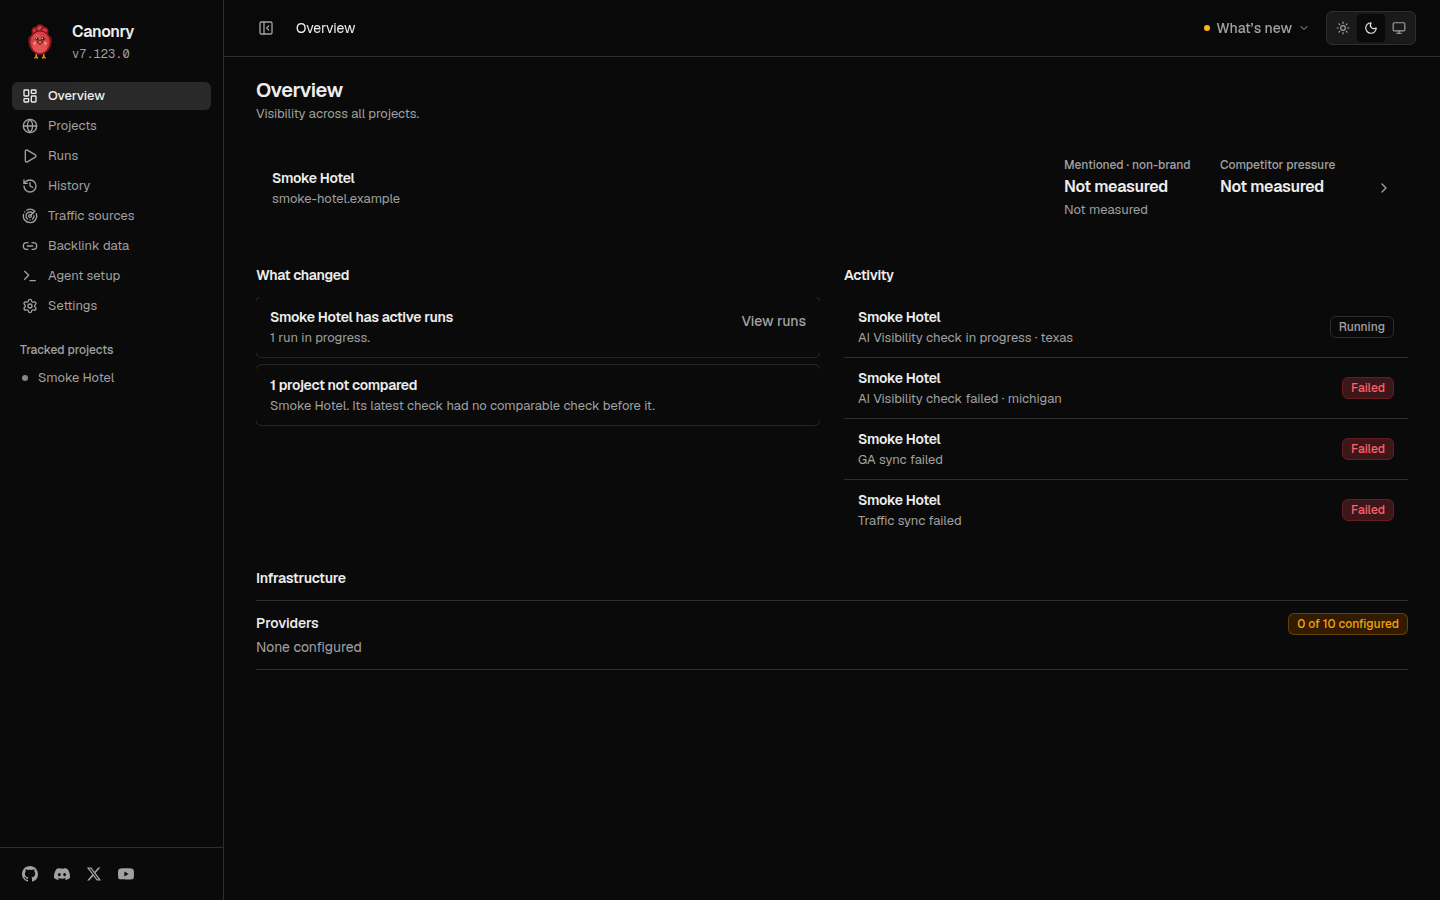 Canonry
v7.123.0
Overview
Projects
Runs
History
Traffic sources
Backlink data
Agent setup
Settings
Tracked projects
Smoke Hotel
Overview
What's new
Overview
Visibility across all projects.
Smoke Hotel
smoke-hotel.example
Mentioned · non-brand
Not measured
Not measured
Competitor pressure
Not measured
What changed
Smoke Hotel has active runs
1 run in progress.
View runs
1 project not compared
Smoke Hotel. Its latest check had no comparable check before it.
Activity
Smoke Hotel
AI Visibility check in progress · texas
Running
Smoke Hotel
AI Visibility check failed · michigan
Failed
Smoke Hotel
GA sync failed
Failed
Smoke Hotel
Traffic sync failed
Failed
Infrastructure
Providers
None configured
0 of 10 configured